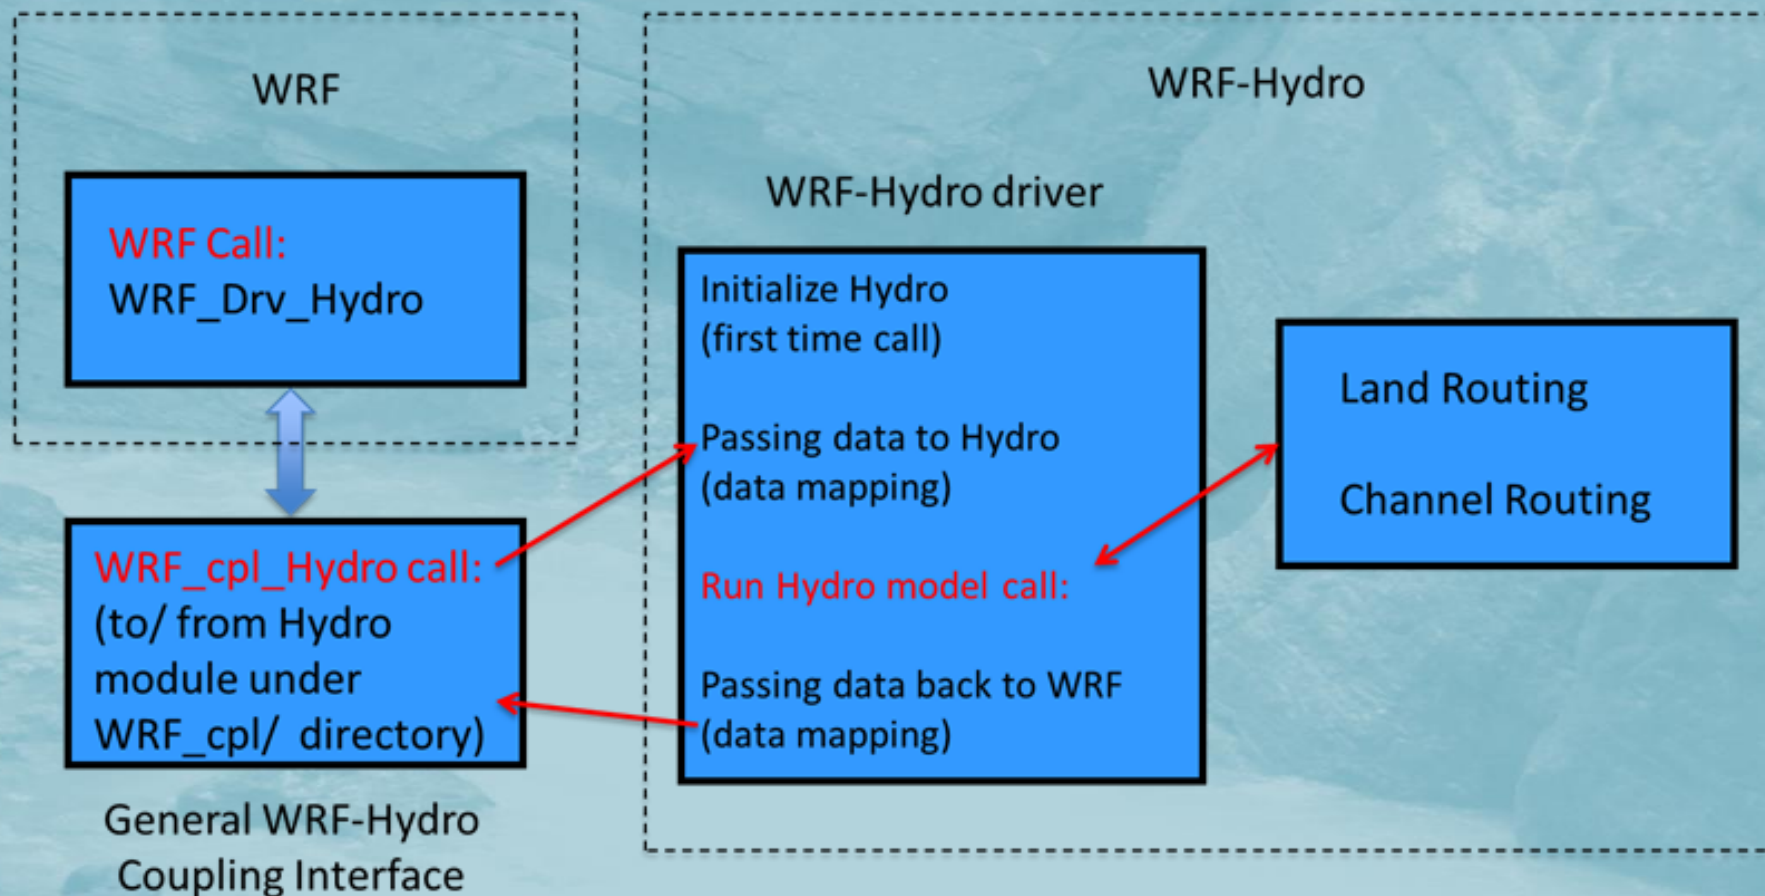 WRF
WRF Call:
WRF_Drv_Hydro
WRF_cpl_Hydro call:
(to/ from Hydro
module under
WRF_cpl/ directory)
General WRF-Hydro
Coupling Interface
WRF-Hydro
WRF-Hydro driver
Initialize Hydro
(first time call)
Passing data to Hydro
(data mapping)
Run Hydro model call:
Passing data back to WRF
(data mapping)
Land Routing
Channel Routing